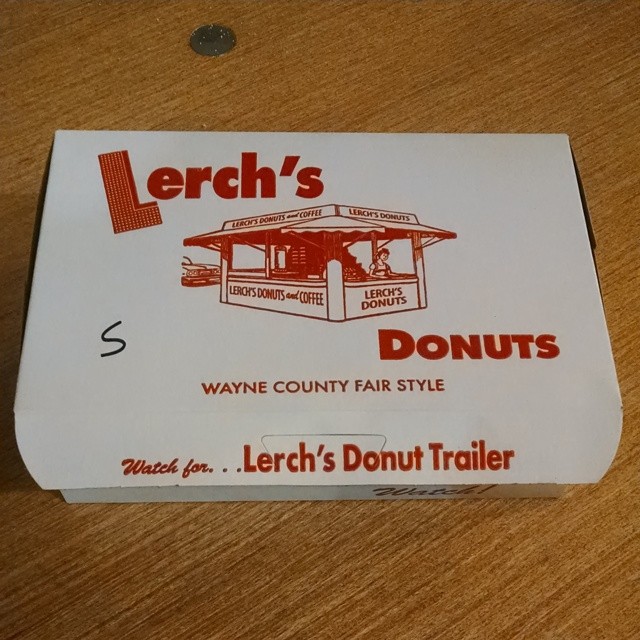 Lerch's
LERCH'S DONUTS and COFFEE
LERCH'S DONUTS
LERCH'S DONUTS and COFFEE
LERCH'S
DONUTS
S
DONUTS
WAYNE COUNTY FAIR STYLE
Watch for. . . Lerch's Donut Trailer
Watch!